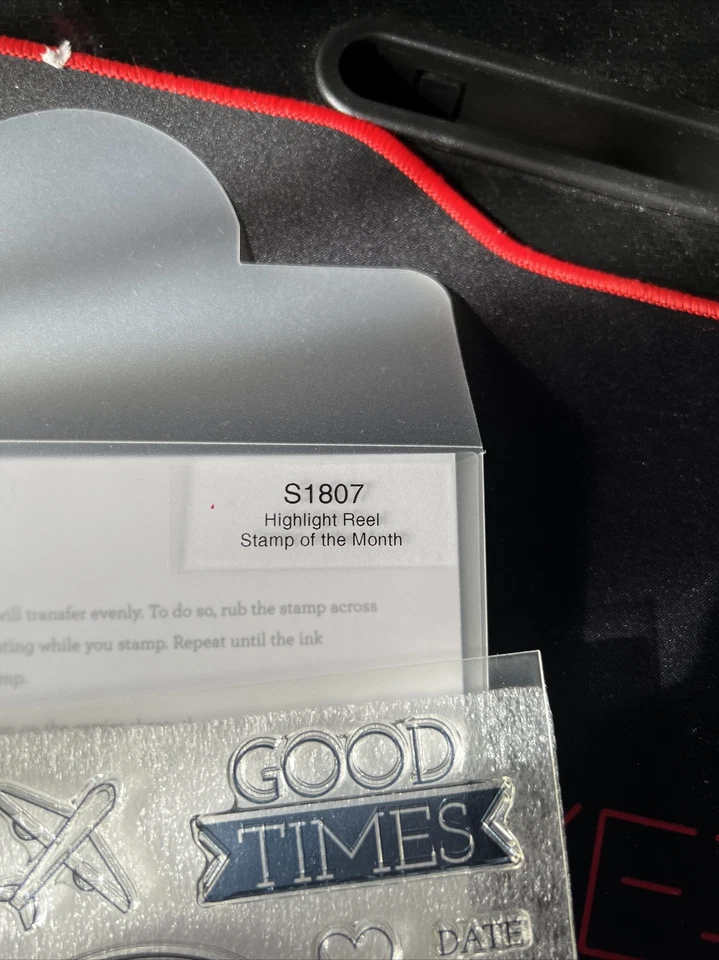 S1807
Highlight Reel
Stamp of the Month
will transfer evenly. To do so, rub the stamp across
while you stamp. Repeat until the ink
GOOD
TIMES
DATE